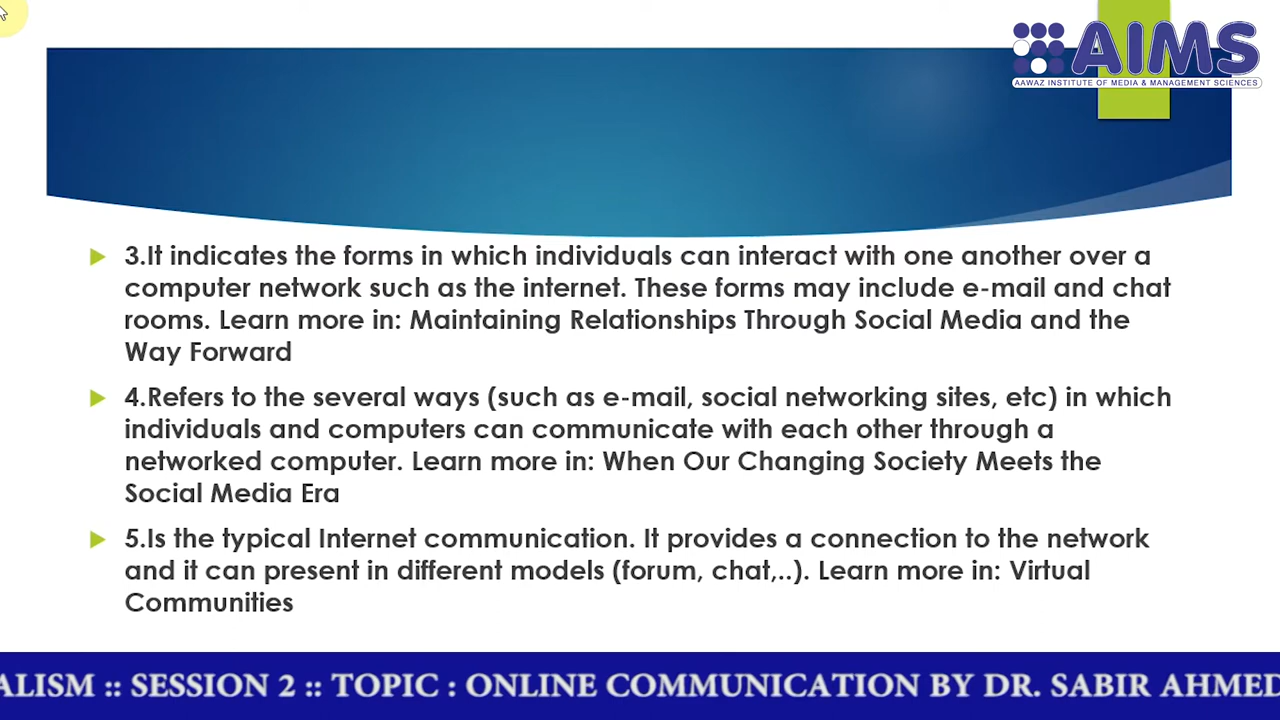 AIMS
AAWAZ INSTITUTE OF MEDIA & MANAGEMENT SCIENCES
3.It indicates the forms in which individuals can interact with one another over a
computer network such as the internet. These forms may include e-mail and chat
rooms. Learn more in: Maintaining Relationships Through Social Media and the
Way Forward
4.Refers to the several ways (such as e-mail, social networking sites, etc) in which
individuals and computers can communicate with each other through a
networked computer. Learn more in: When Our Changing Society Meets the
Social Media Era
5.Is the typical Internet communication. It provides a connection to the network
and it can present in different models (forum, chat,..). Learn more in: Virtual
Communities
ALISM :: SESSION 2 :: TOPIC : ONLINE COMMUNICATION BY DR. SABIR AHMED